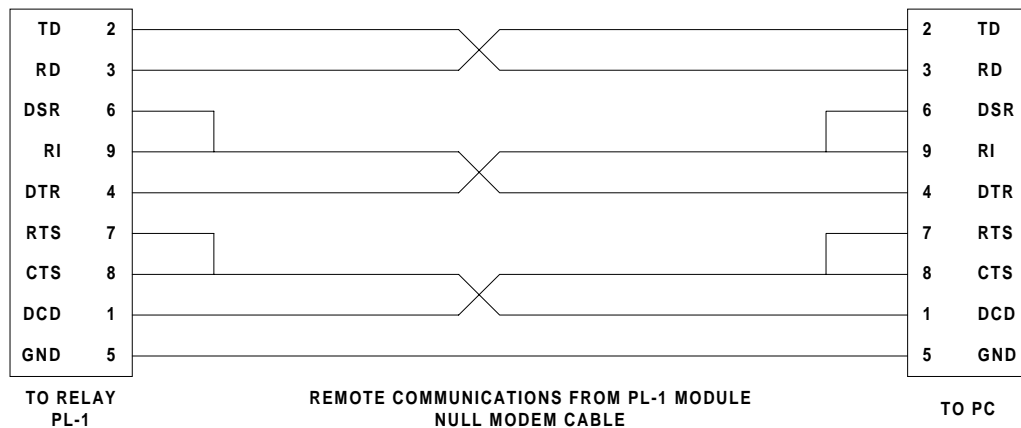 TD 2 2 TD
RD 3 3 RD
DSR 6 6 DSR
RI 9 9 RI
DTR 4 4 DTR
RTS 7 7 RTS
CTS 8 8 CTS
DCD 1 1 DCD
GND 5 5 GND
TO RELAY
PL-1
REMOTE COMMUNICATIONS FROM PL-1 MODULE
NULL MODEM CABLE
TO PC